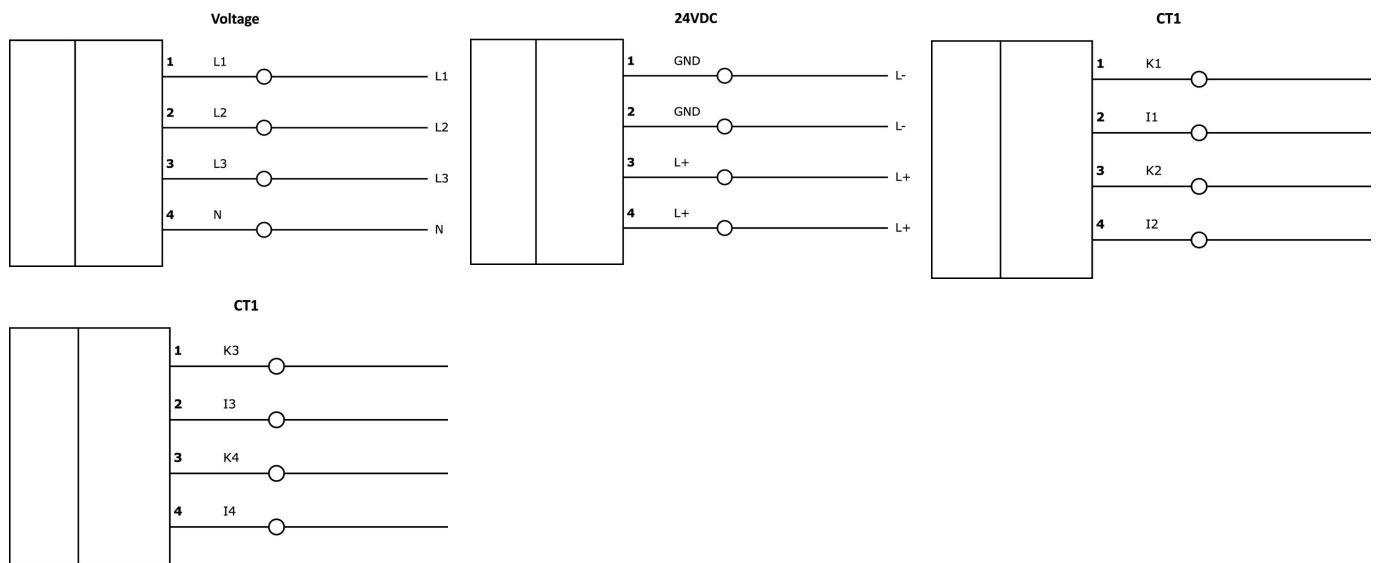 Voltage
1 L1 L1
2 L2 L2
3 L3 L3
4 N N
24VDC
1 GND L-
2 GND L-
3 L+ L+
4 L+ L+
CT1
1 K1
2 I1
3 K2
4 I2
CT1
1 K3
2 I3
3 K4
4 I4